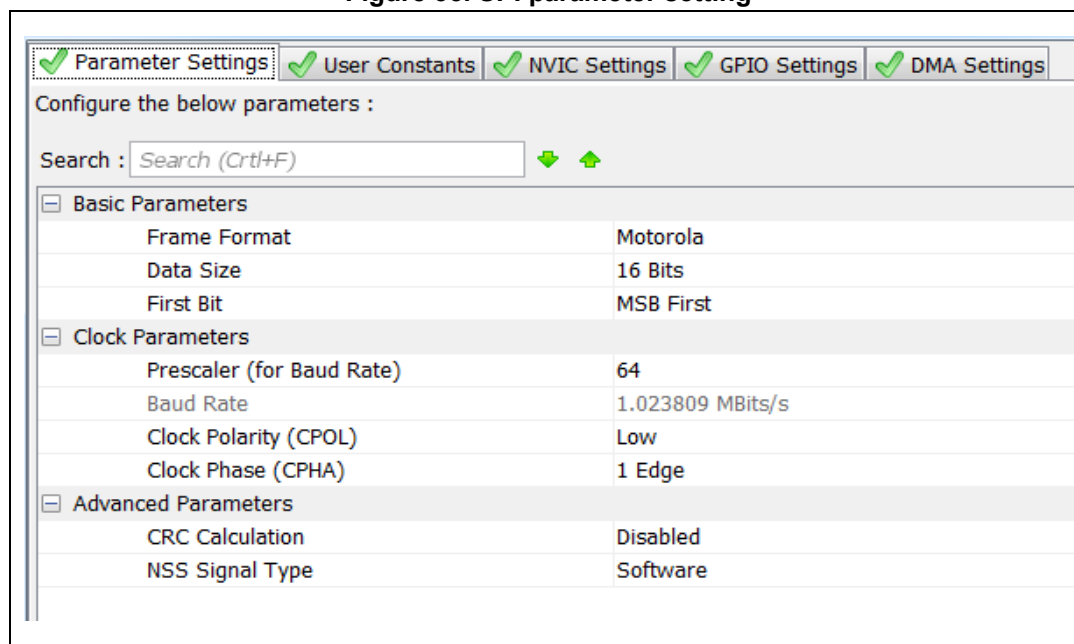 Parameter Settings User Constants NVIC Settings GPIO Settings DMA Settings
Configure the below parameters :
Search : Search (Crtl+F)
Basic Parameters
Frame Format Motorola
Data Size 16 Bits
First Bit MSB First
Clock Parameters
Prescaler (for Baud Rate) 64
Baud Rate 1.023809 MBits/s
Clock Polarity (CPOL) Low
Clock Phase (CPHA) 1 Edge
Advanced Parameters
CRC Calculation Disabled
NSS Signal Type Software